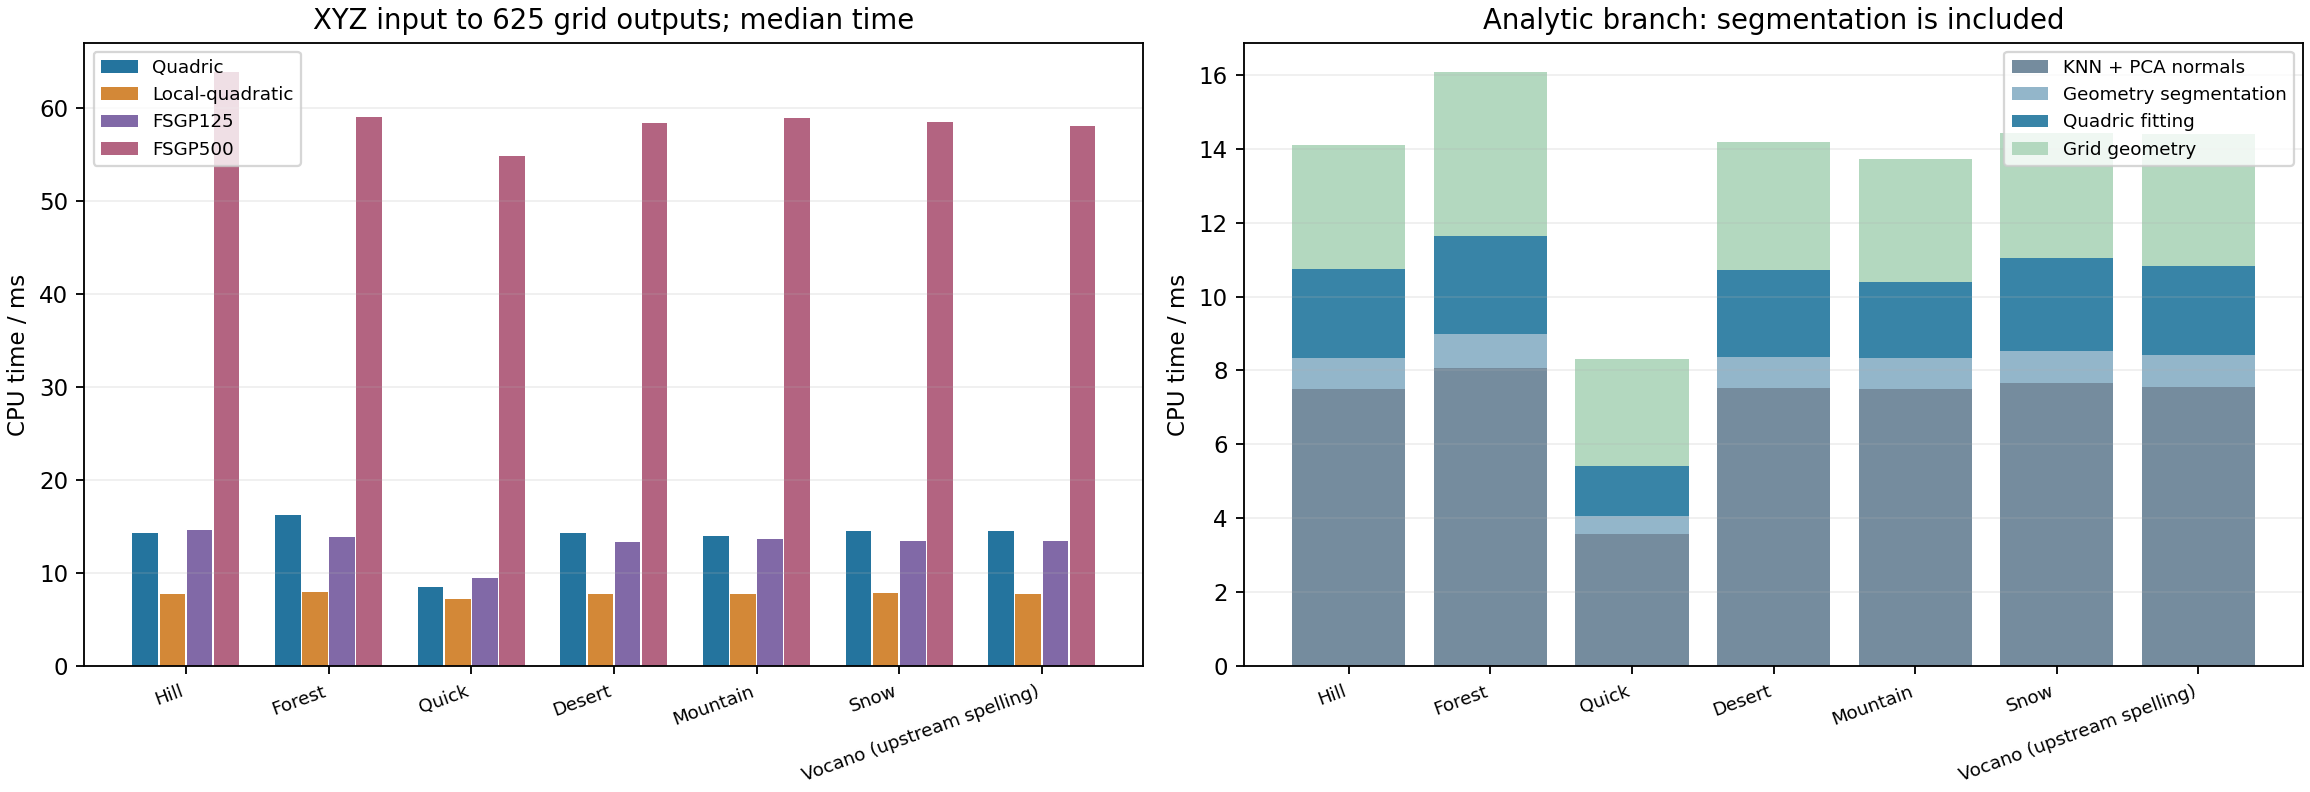 XYZ input to 625 grid outputs; median time
CPU time / ms
60
50
40
30
20
10
0
Quadric
Local-quadratic
FSGP125
FSGP500
Hill
Forest
Quick
Desert
Mountain
Snow
Vocano (upstream spelling)
Analytic branch: segmentation is included
CPU time / ms
16
14
12
10
8
6
4
2
0
KNN + PCA normals
Geometry segmentation
Quadric fitting
Grid geometry
Hill
Forest
Quick
Desert
Mountain
Snow
Vocano (upstream spelling)